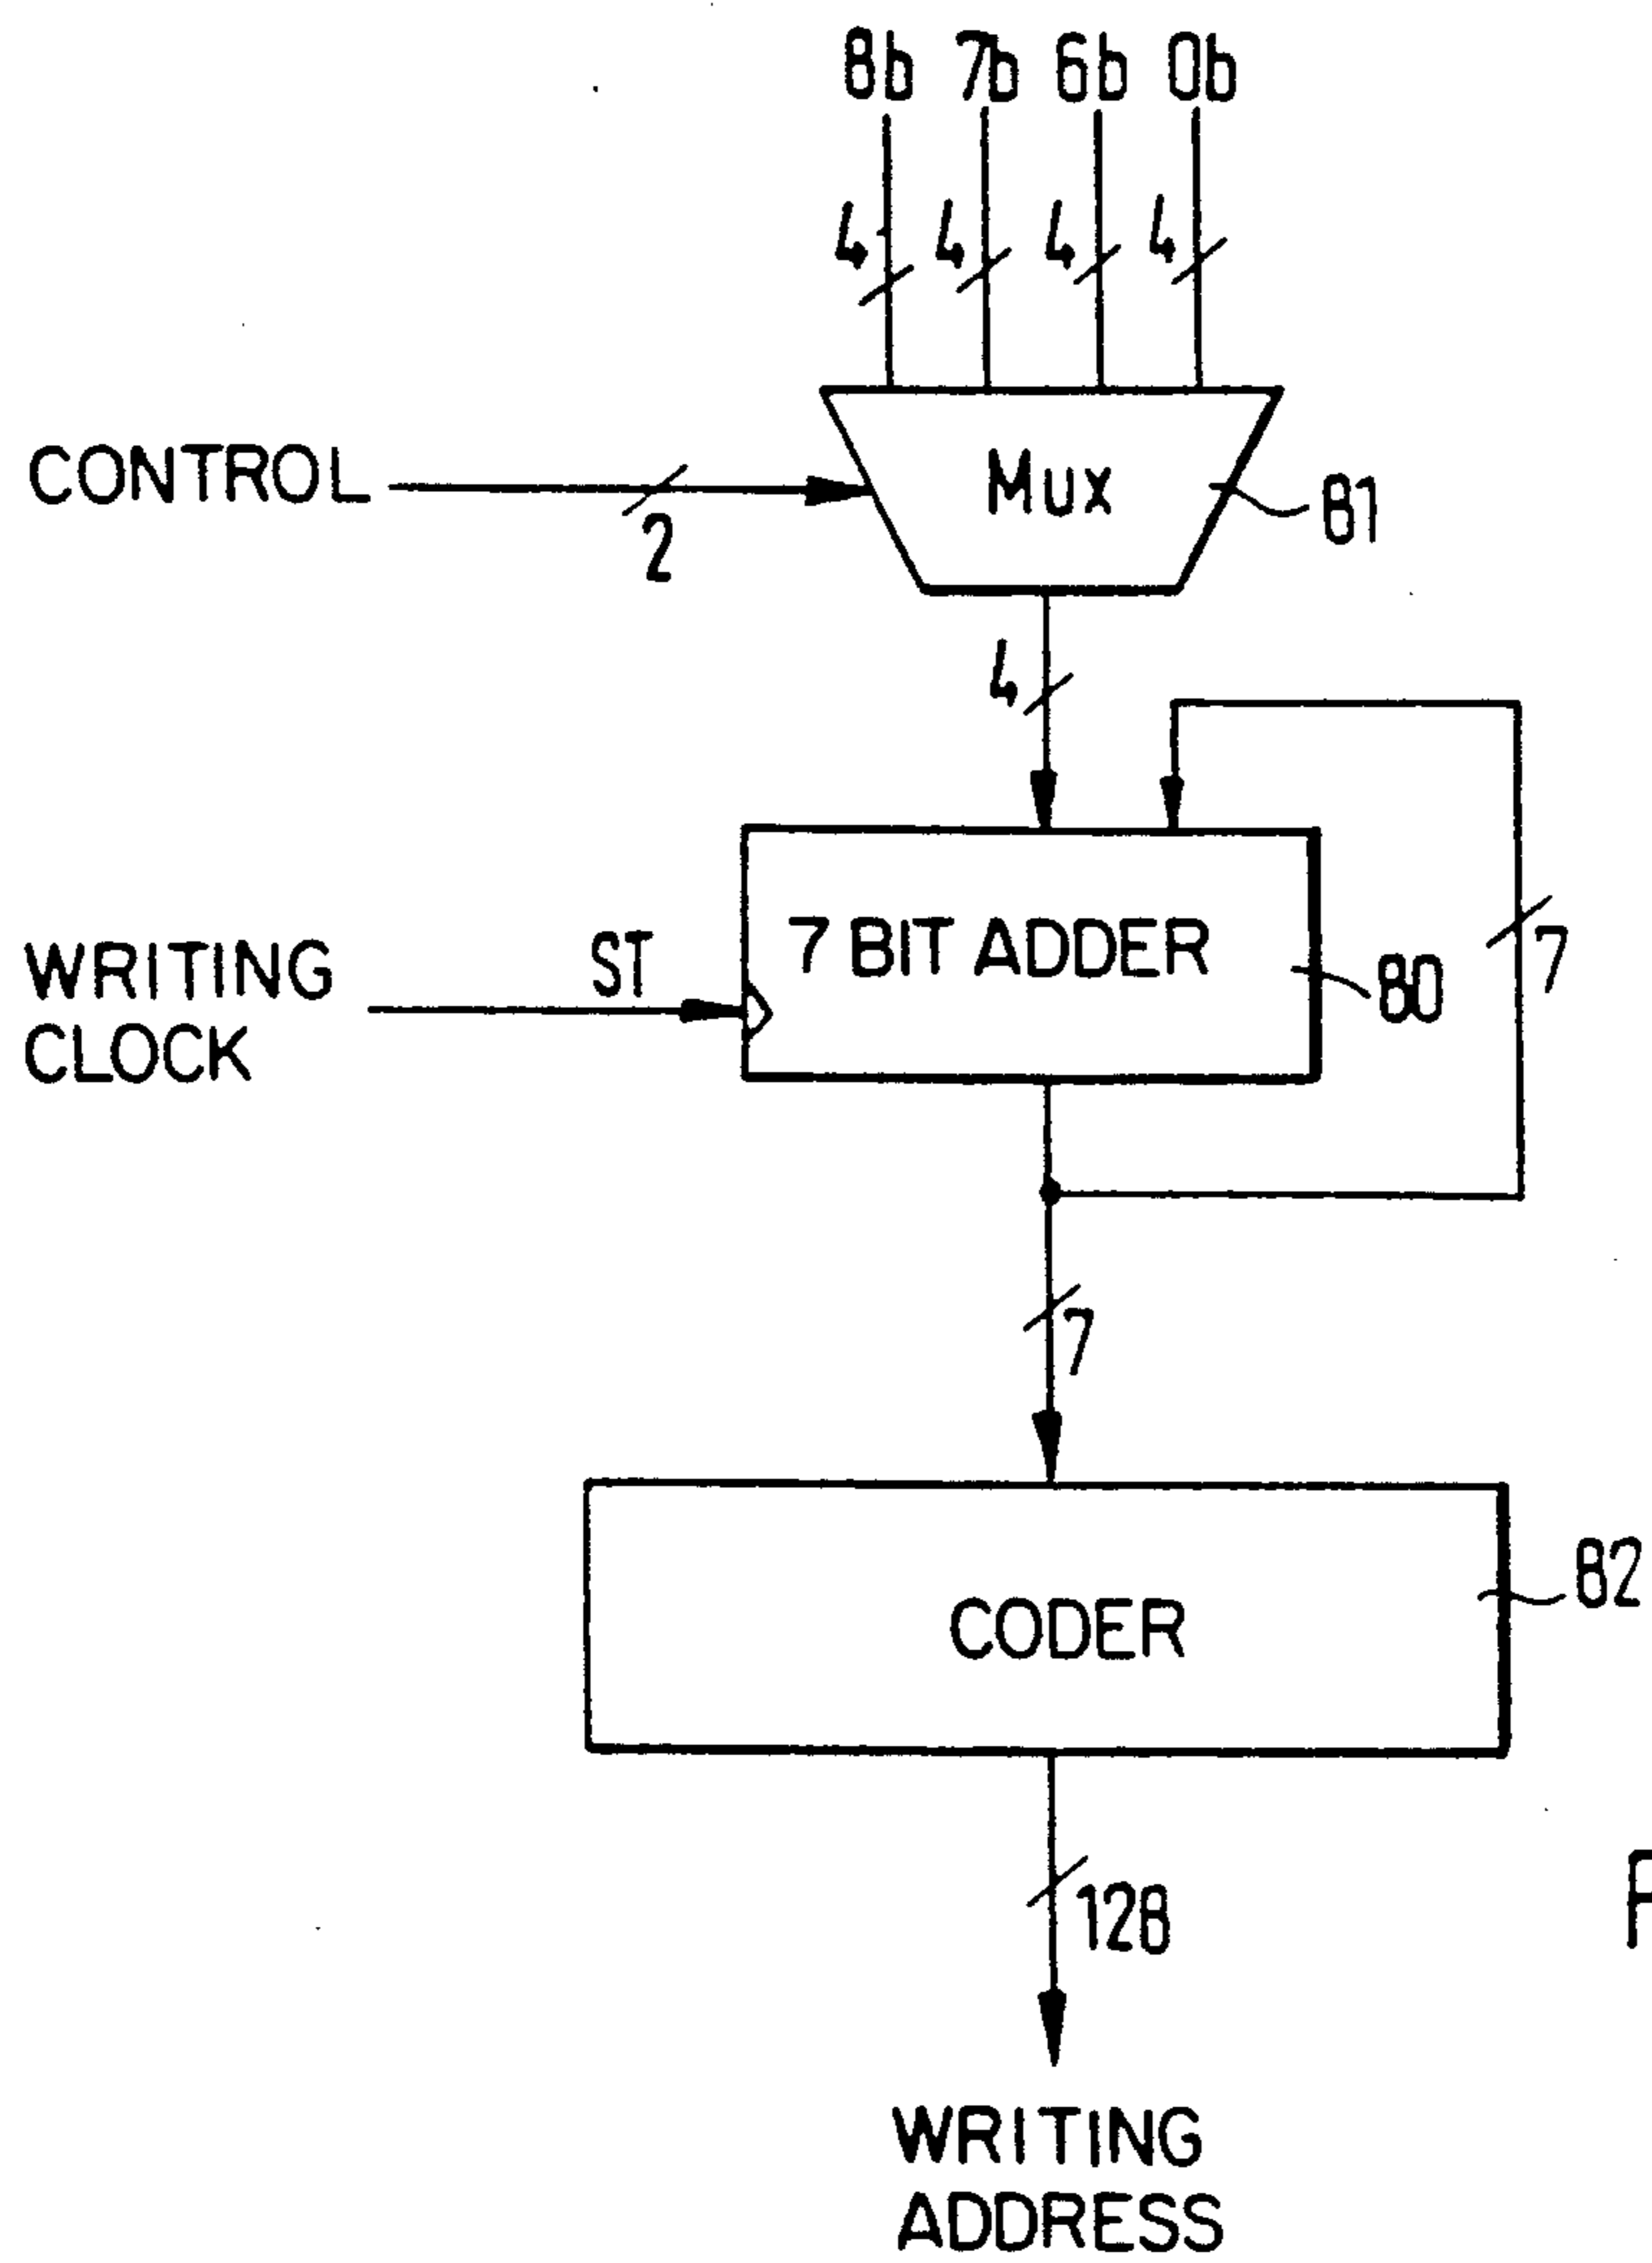 8b 7b 6b 0b
4 4 4 4
CONTROL
2
Mux
81
4
7 BIT ADDER
80
7
WRITING
CLOCK
ST
7
CODER
82
128
WRITING
ADDRESS